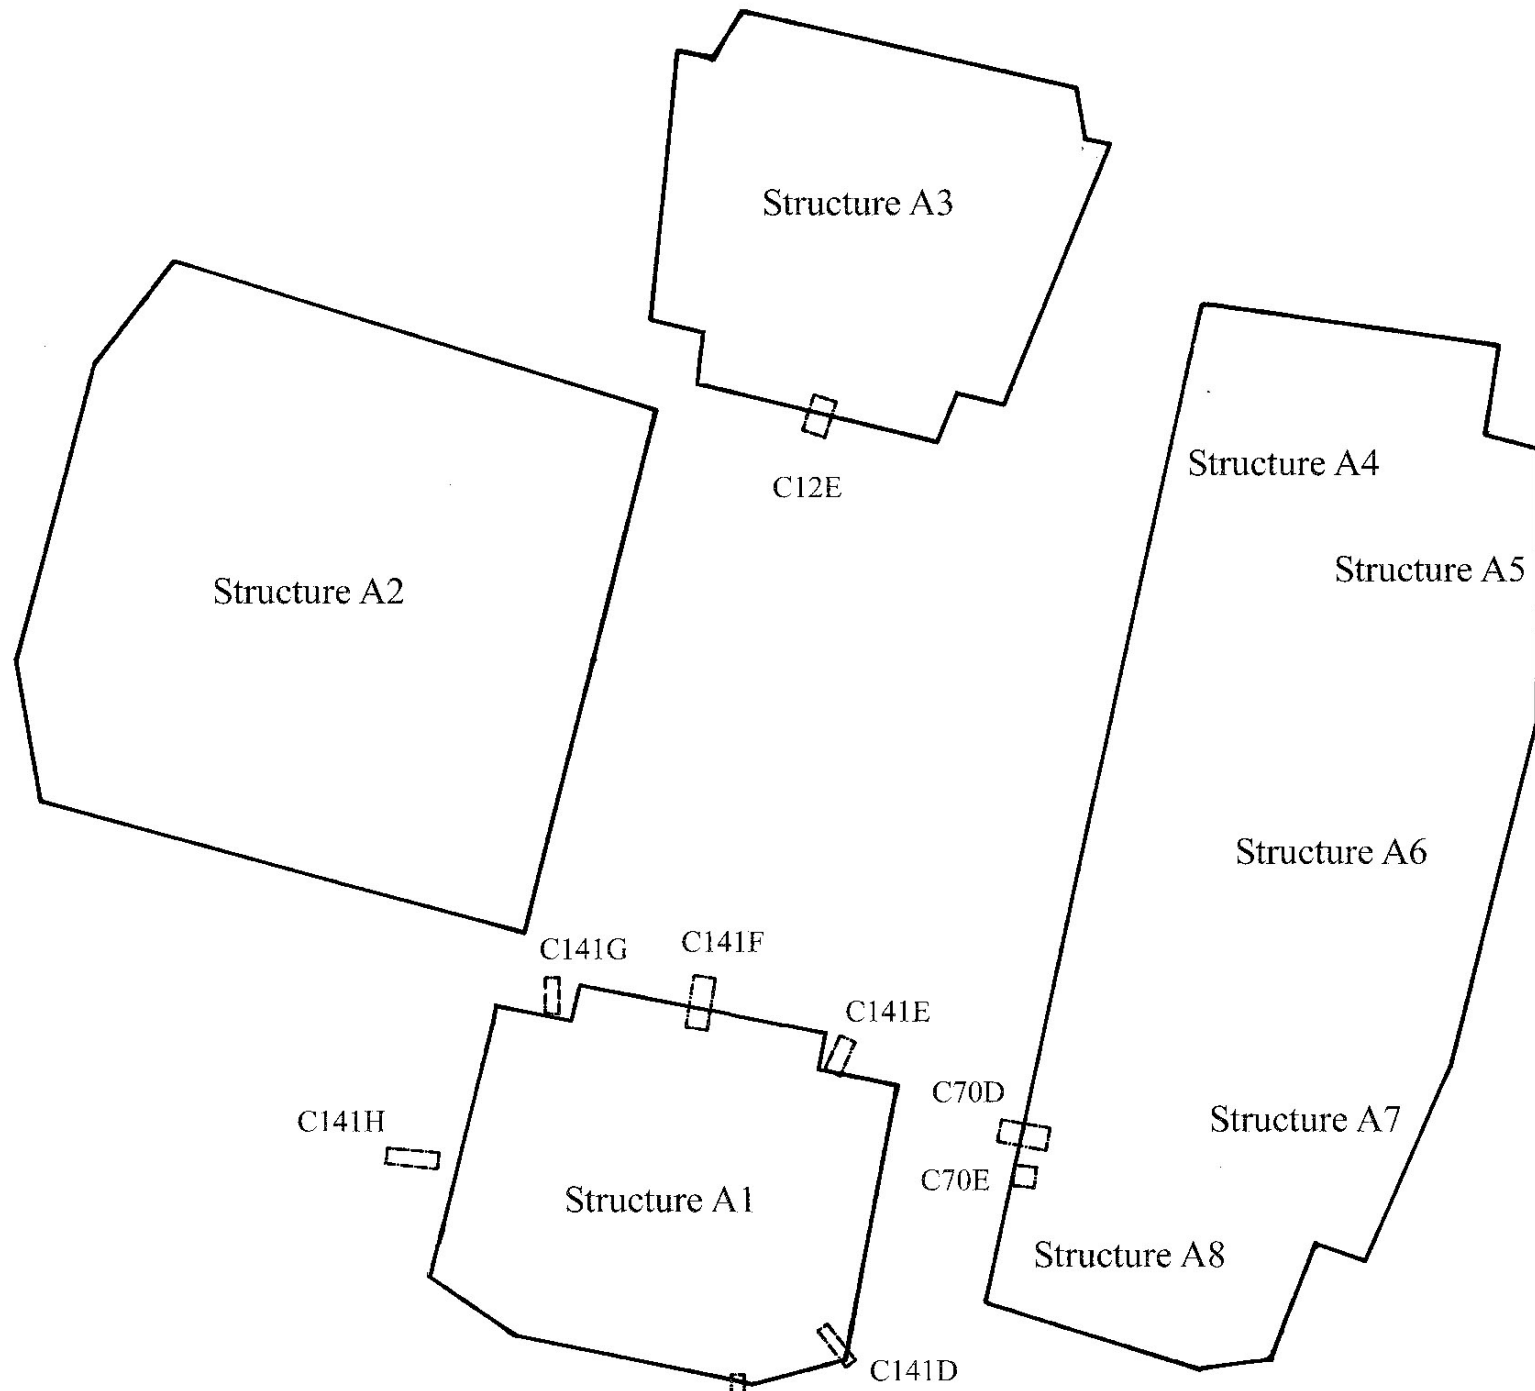 Structure A3
Structure A4
C12E
Structure A5
Structure A2
Structure A6
C141G
C141F
C141E
C70D
C141H
Structure A7
C70E
Structure A1
Structure A8
C141D